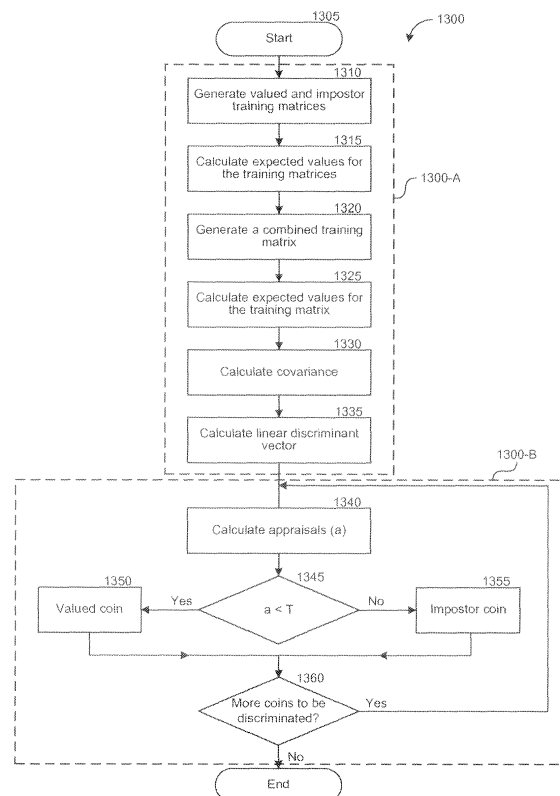 1305
1300
Start
1310
Generate valued and impostor
training matrices
1315
Calculate expected values for
the training matrices
1300-A
1320
Generate a combined training
matrix
1325
Calculate expected values for
the training matrix
1330
Calculate covariance
1335
Calculate linear discriminant
vector
1300-B
1340
Calculate appraisals (a)
1350
1345
1355
Valued coin
Yes
a < T
No
Impostor coin
1360
More coins to be
discriminated?
Yes
No
End